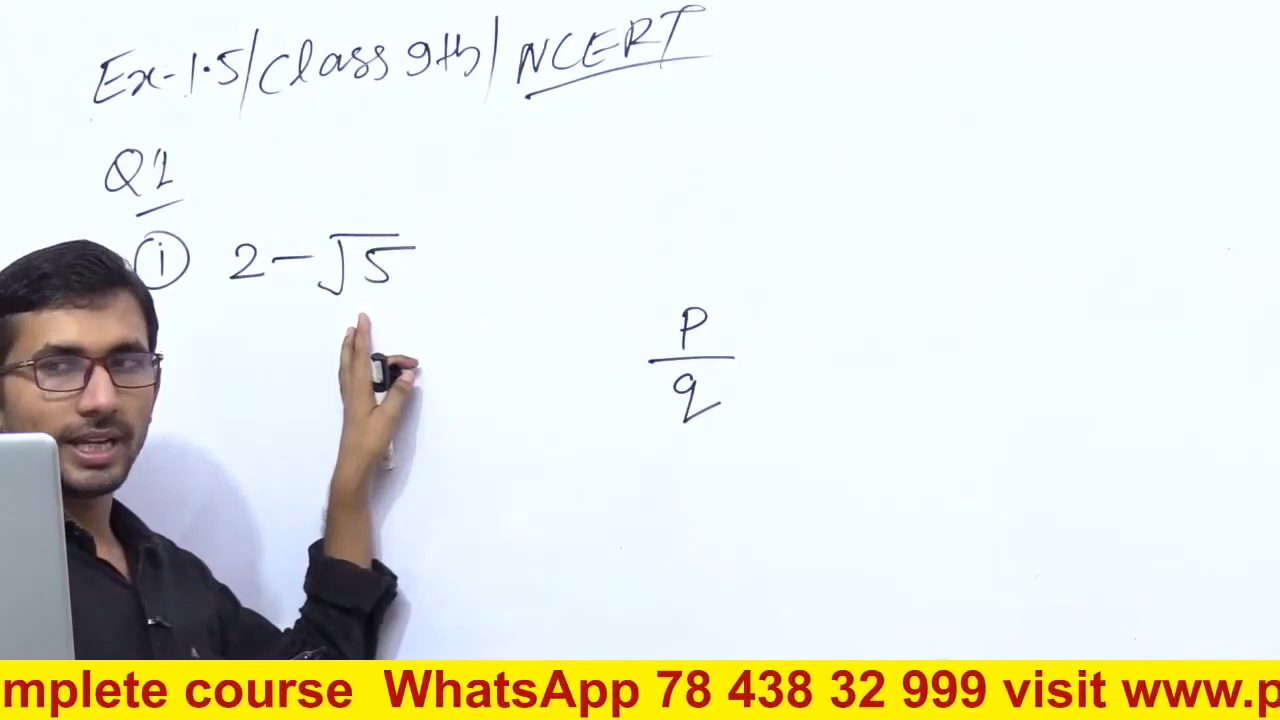 Ex-1.5/Class 9th/NCERT
Q1
i 2-√5
P
q
mplete course WhatsApp 78 438 32 999 visit www.p